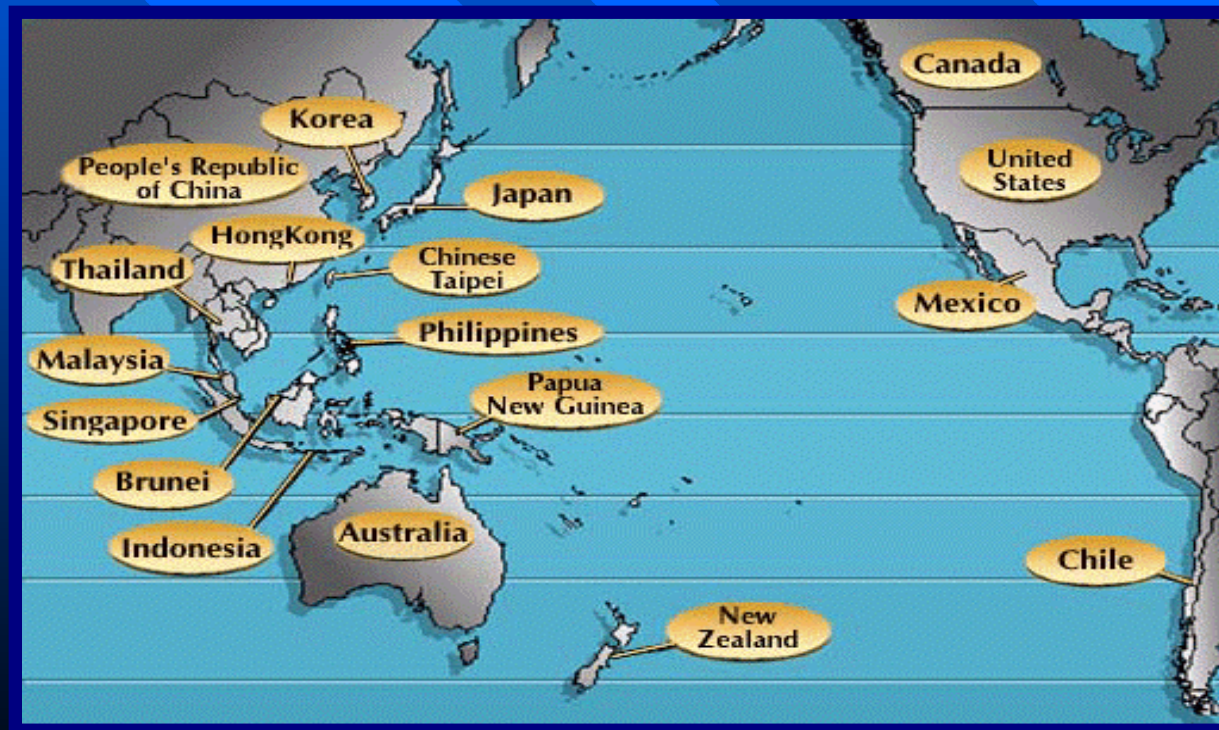 Canada
Korea
United
States
People's Republic
of China
Japan
HongKong
Chinese
Taipei
Thailand
Mexico
Philippines
Malaysia
Papua
New Guinea
Singapore
Brunei
Australia
Indonesia
Chile
New
Zealand